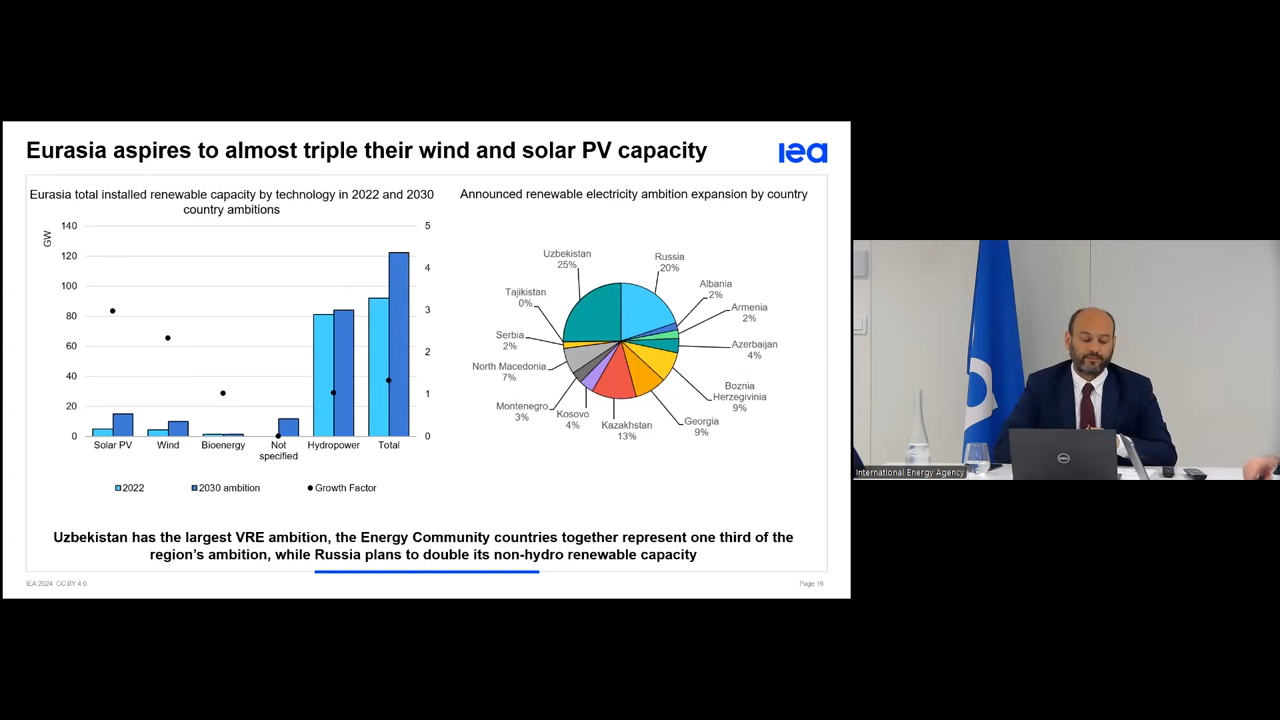 Eurasia aspires to almost triple their wind and solar PV capacity
iea
Eurasia total installed renewable capacity by technology in 2022 and 2030
country ambitions
GW
140
120
100
80
60
40
20
0
5
4
3
2
1
0
Solar PV
Wind
Bioenergy
Not
specified
Hydropower
Total
2022
2030 ambition
Growth Factor
Announced renewable electricity ambition expansion by country
Uzbekistan
25%
Russia
20%
Albania
2%
Armenia
2%
Azerbaijan
4%
Boznia
Herzegivinia
9%
Georgia
9%
Kazakhstan
13%
Kosovo
4%
Montenegro
3%
North Macedonia
7%
Serbia
2%
Tajikistan
0%
Uzbekistan has the largest VRE ambition, the Energy Community countries together represent one third of the
region's ambition, while Russia plans to double its non-hydro renewable capacity
IEA 2024. CC BY 4.0.
Page 16
International Energy Agency
DELL